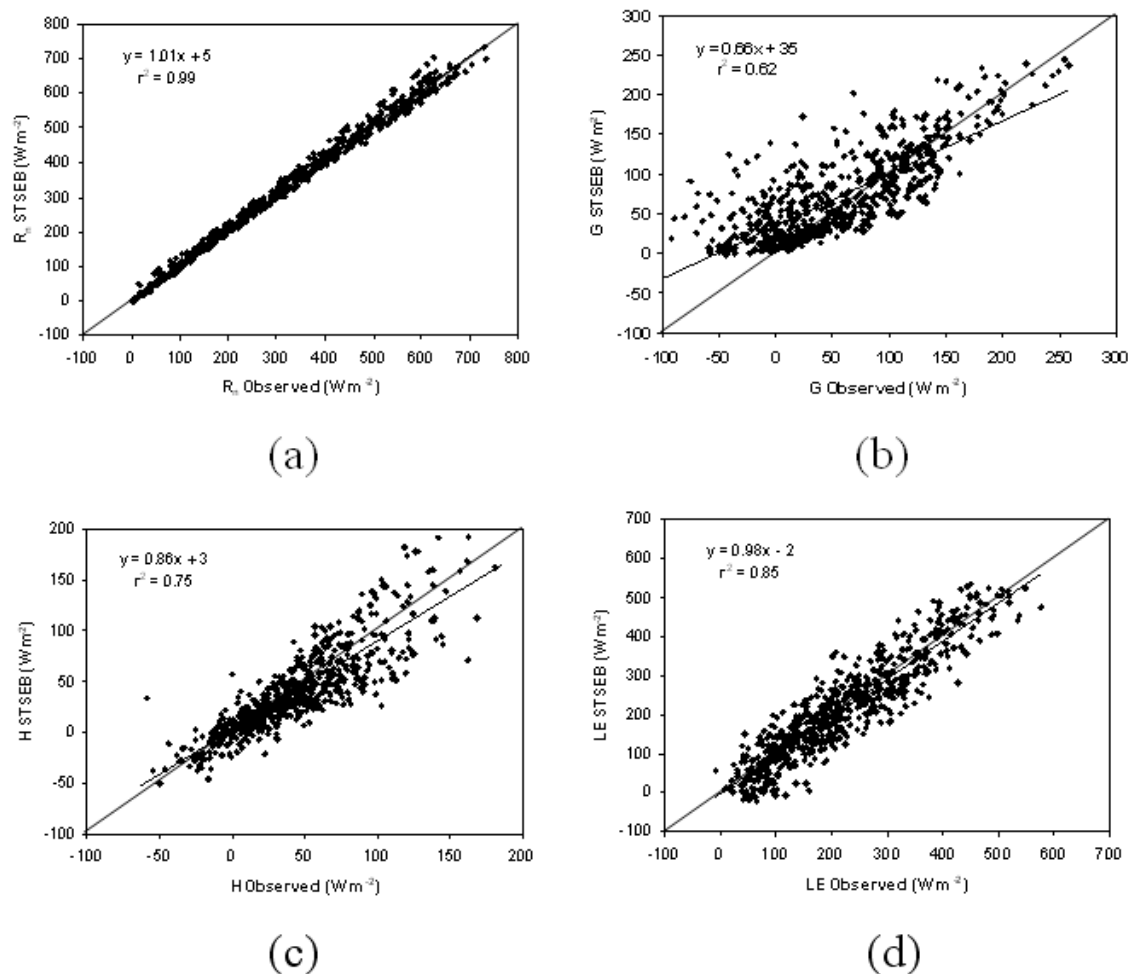 y = 1.01x + 5
r² = 0.99
Rₙ STSEB (Wm⁻²)
800
700
600
500
400
300
200
100
0
-100
-100 0 100 200 300 400 500 600 700 800
Rₙ Observed (Wm⁻²)
(a)
y = 0.66x + 35
r² = 0.62
G STSEB (Wm⁻²)
300
250
200
150
100
50
0
-50
-100
-100 -50 0 50 100 150 200 250 300
G Observed (Wm⁻²)
(b)
y = 0.86x + 3
r² = 0.75
H STSEB (Wm⁻²)
200
150
100
50
0
-50
-100
-100 -50 0 50 100 150 200
H Observed (Wm⁻²)
(c)
y = 0.98x - 2
r² = 0.85
LE STSEB (Wm⁻²)
700
600
500
400
300
200
100
0
-100
-100 0 100 200 300 400 500 600 700
LE Observed (Wm⁻²)
(d)